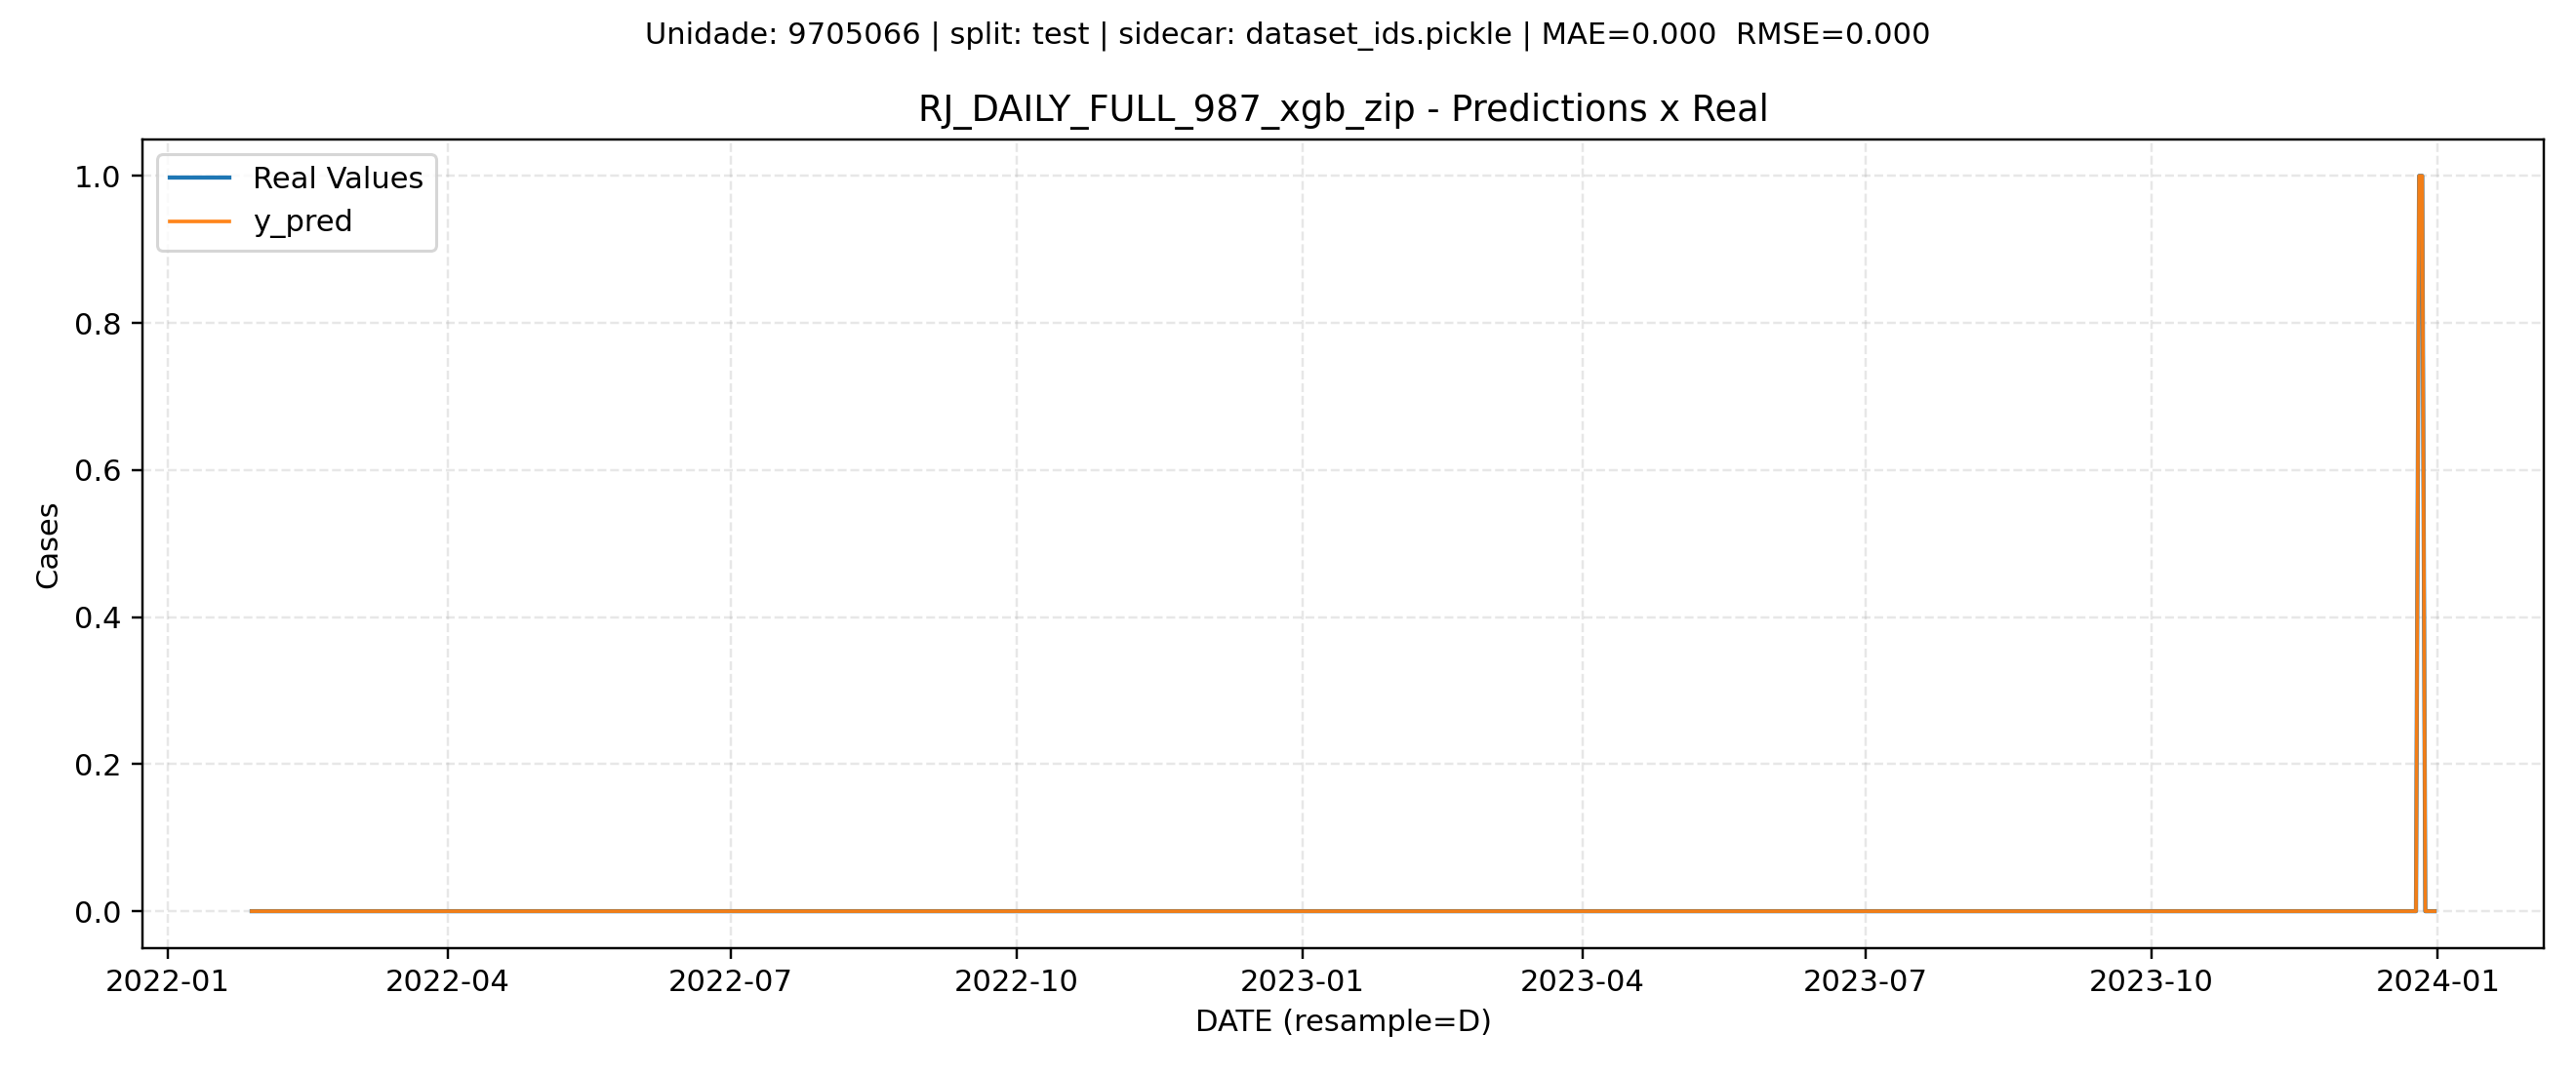 Unidade: 9705066 | split: test | sidecar: dataset_ids.pickle | MAE=0.000  RMSE=0.000
RJ_DAILY_FULL_987_xgb_zip - Predictions x Real
Real Values
y_pred
1.0
0.8
0.6
0.4
0.2
0.0
Cases
2022-01
2022-04
2022-07
2022-10
2023-01
2023-04
2023-07
2023-10
2024-01
DATE (resample=D)